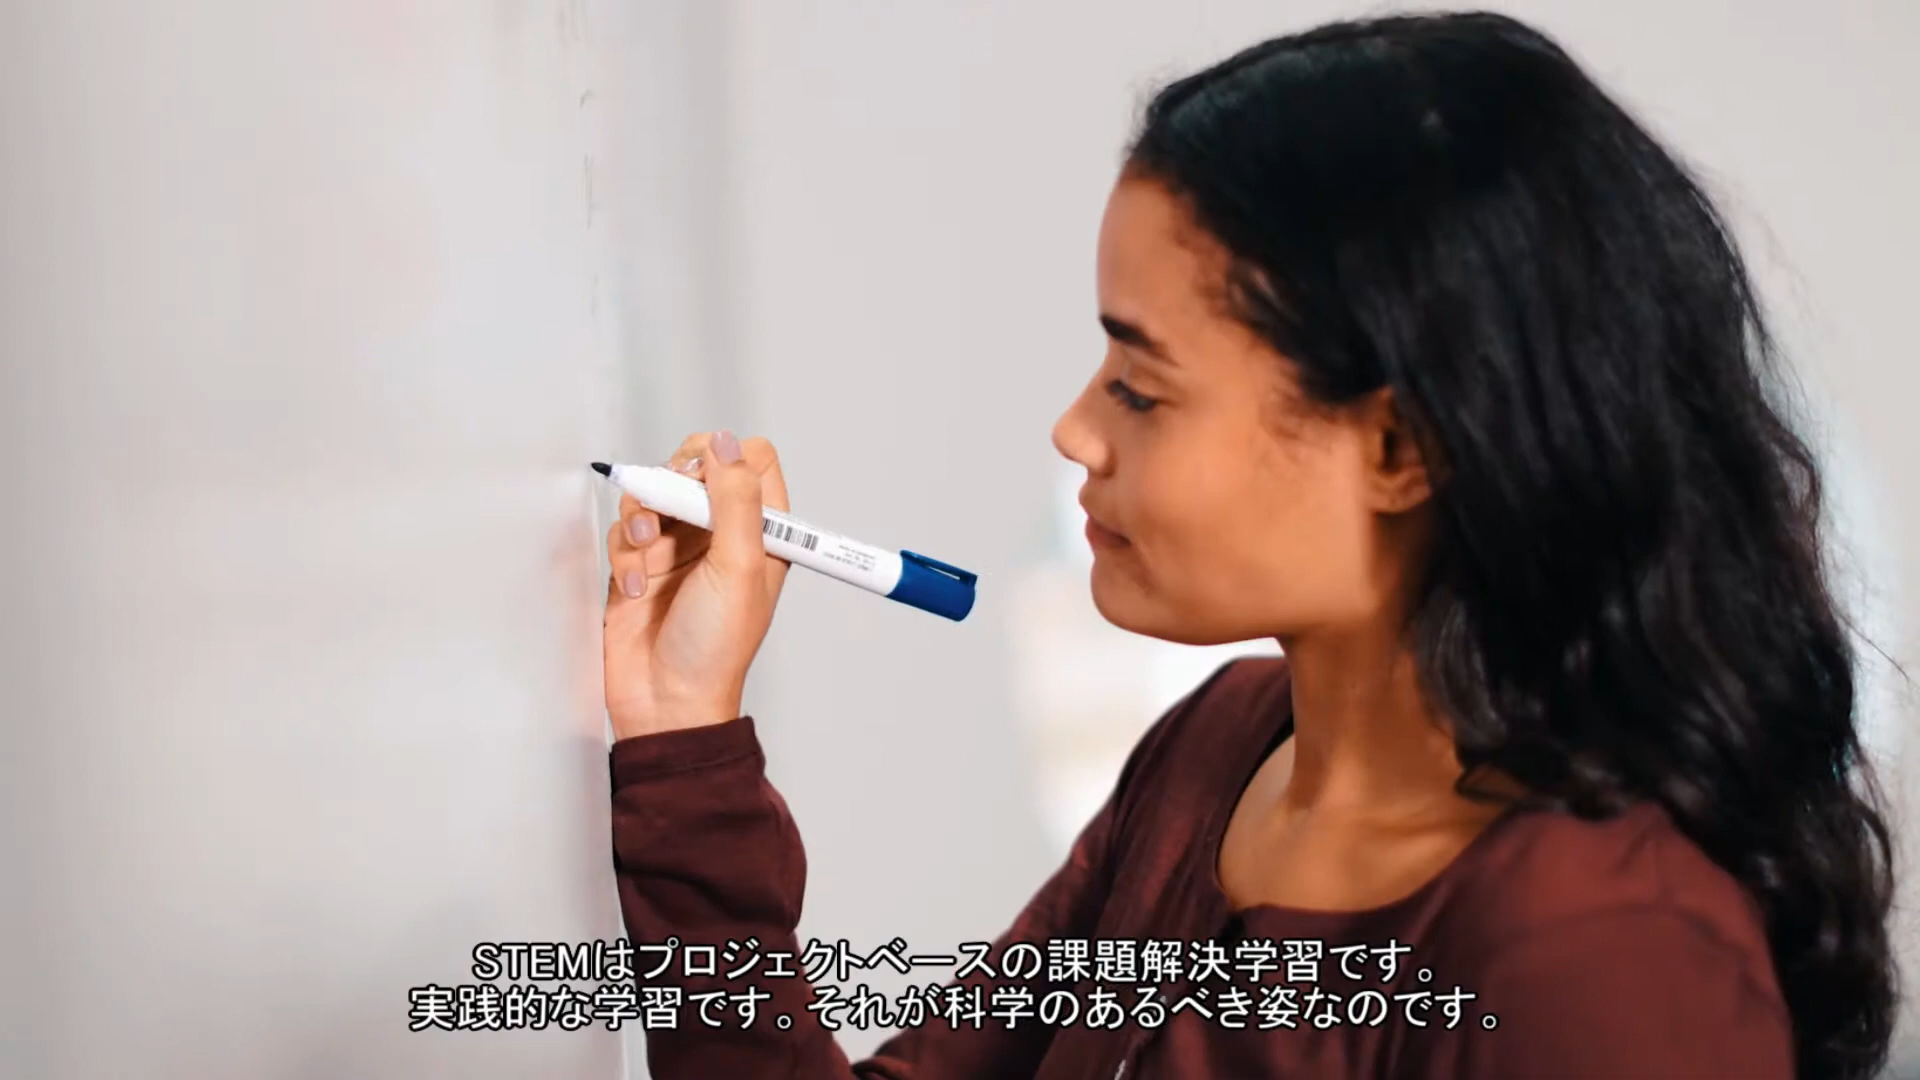 STEMはプロジェクトベースの課題解決学習です。
実践的な学習です。それが科学のあるべき姿なのです。